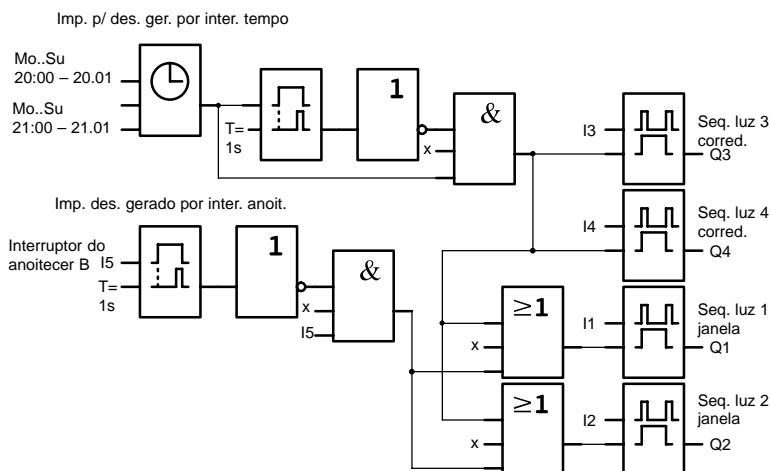 Imp. p/ des. ger. por inter. tempo
Mo..Su
20:00 – 20.01
Mo..Su
21:00 – 21.01
T=
1s
1
x
&
I3
Seq. luz 3
corred.
Q3
I4
Seq. luz 4
corred.
Q4
Imp. des. gerado por inter. anoit.
Interruptor do
anoitecer B
I5
T=
1s
1
x
I5
&
≥1
x
I1
Seq. luz 1
janela
Q1
≥1
x
I2
Seq. luz 2
janela
Q2